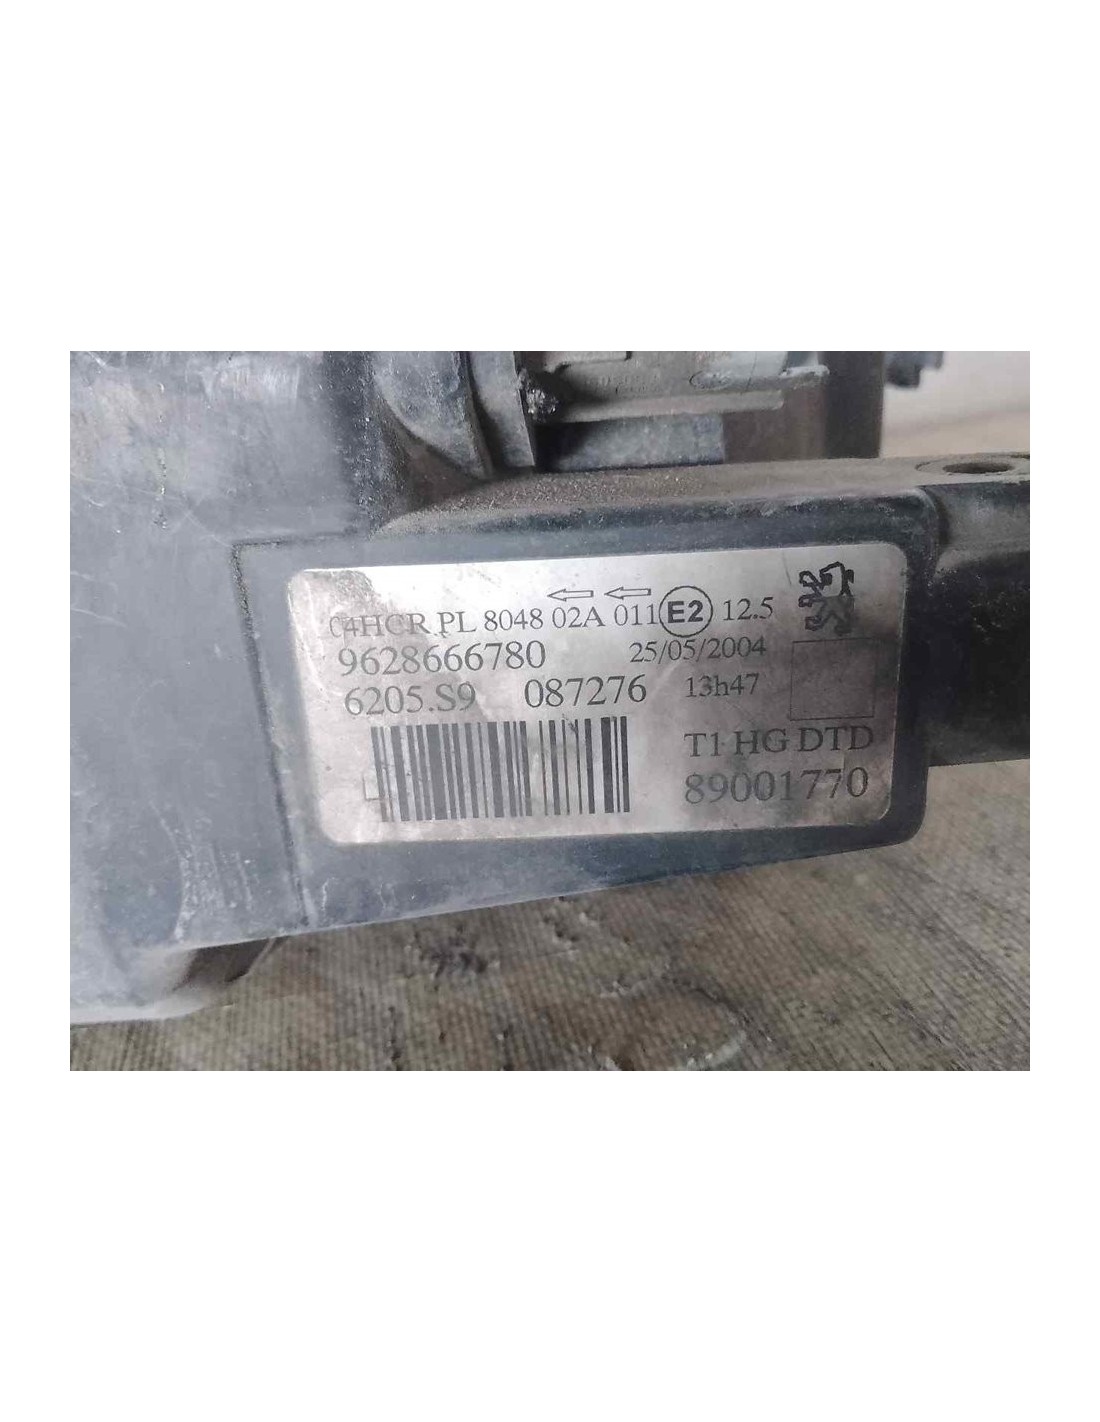 04HCR PL 8048 02A 011 E2 12.5
9628666780 25/05/2004
6205.S9 087276 13h47
T1 HG DTD
89001770